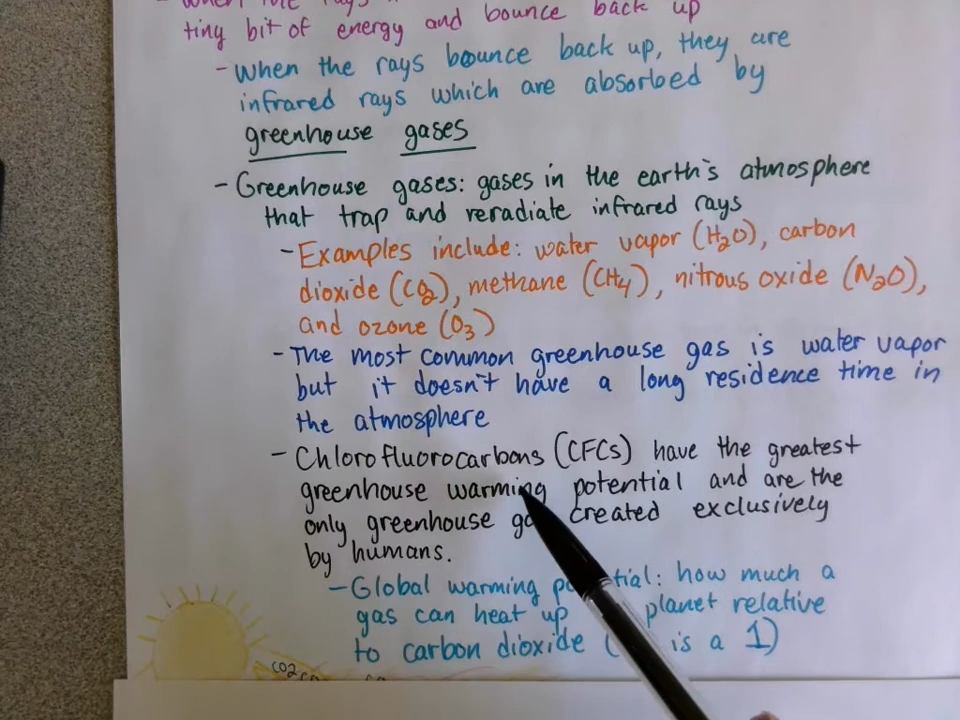 tiny bit of energy and bounce back up
- When the rays bounce back up, they are
infrared rays which are absorbed by
greenhouse gases
- Greenhouse gases: gases in the earth's atmosphere
that trap and reradiate infrared rays
- Examples include: water vapor (H2O), carbon
dioxide (CO2), methane (CH4), nitrous oxide (N2O),
and ozone (O3)
- The most common greenhouse gas is water vapor
but it doesn't have a long residence time in
the atmosphere
- Chlorofluorocarbons (CFCs) have the greatest
greenhouse warming potential and are the
only greenhouse created exclusively
by humans.
- Global warming how much a
gas can heat up planet relative
to carbon dioxide ( is a 1)
CO2